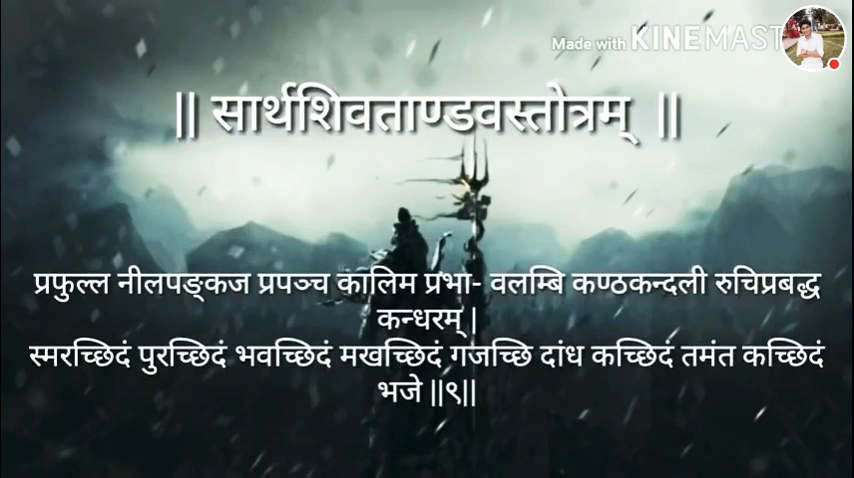 Made with KINEMAST
|| सार्थशिवताण्डवस्तोत्रम् ||
प्रफुल्ल नीलपङ्कज प्रपञ्च कालिम प्रभा- वलम्बि कण्ठकन्दली रुचिप्रबद्ध
कन्धरम् |
स्मरच्छिदं पुरच्छिदं भवच्छिदं मखच्छिदं गजच्छि दांध कच्छिदं तमंत कच्छिदं
भजे ||९||